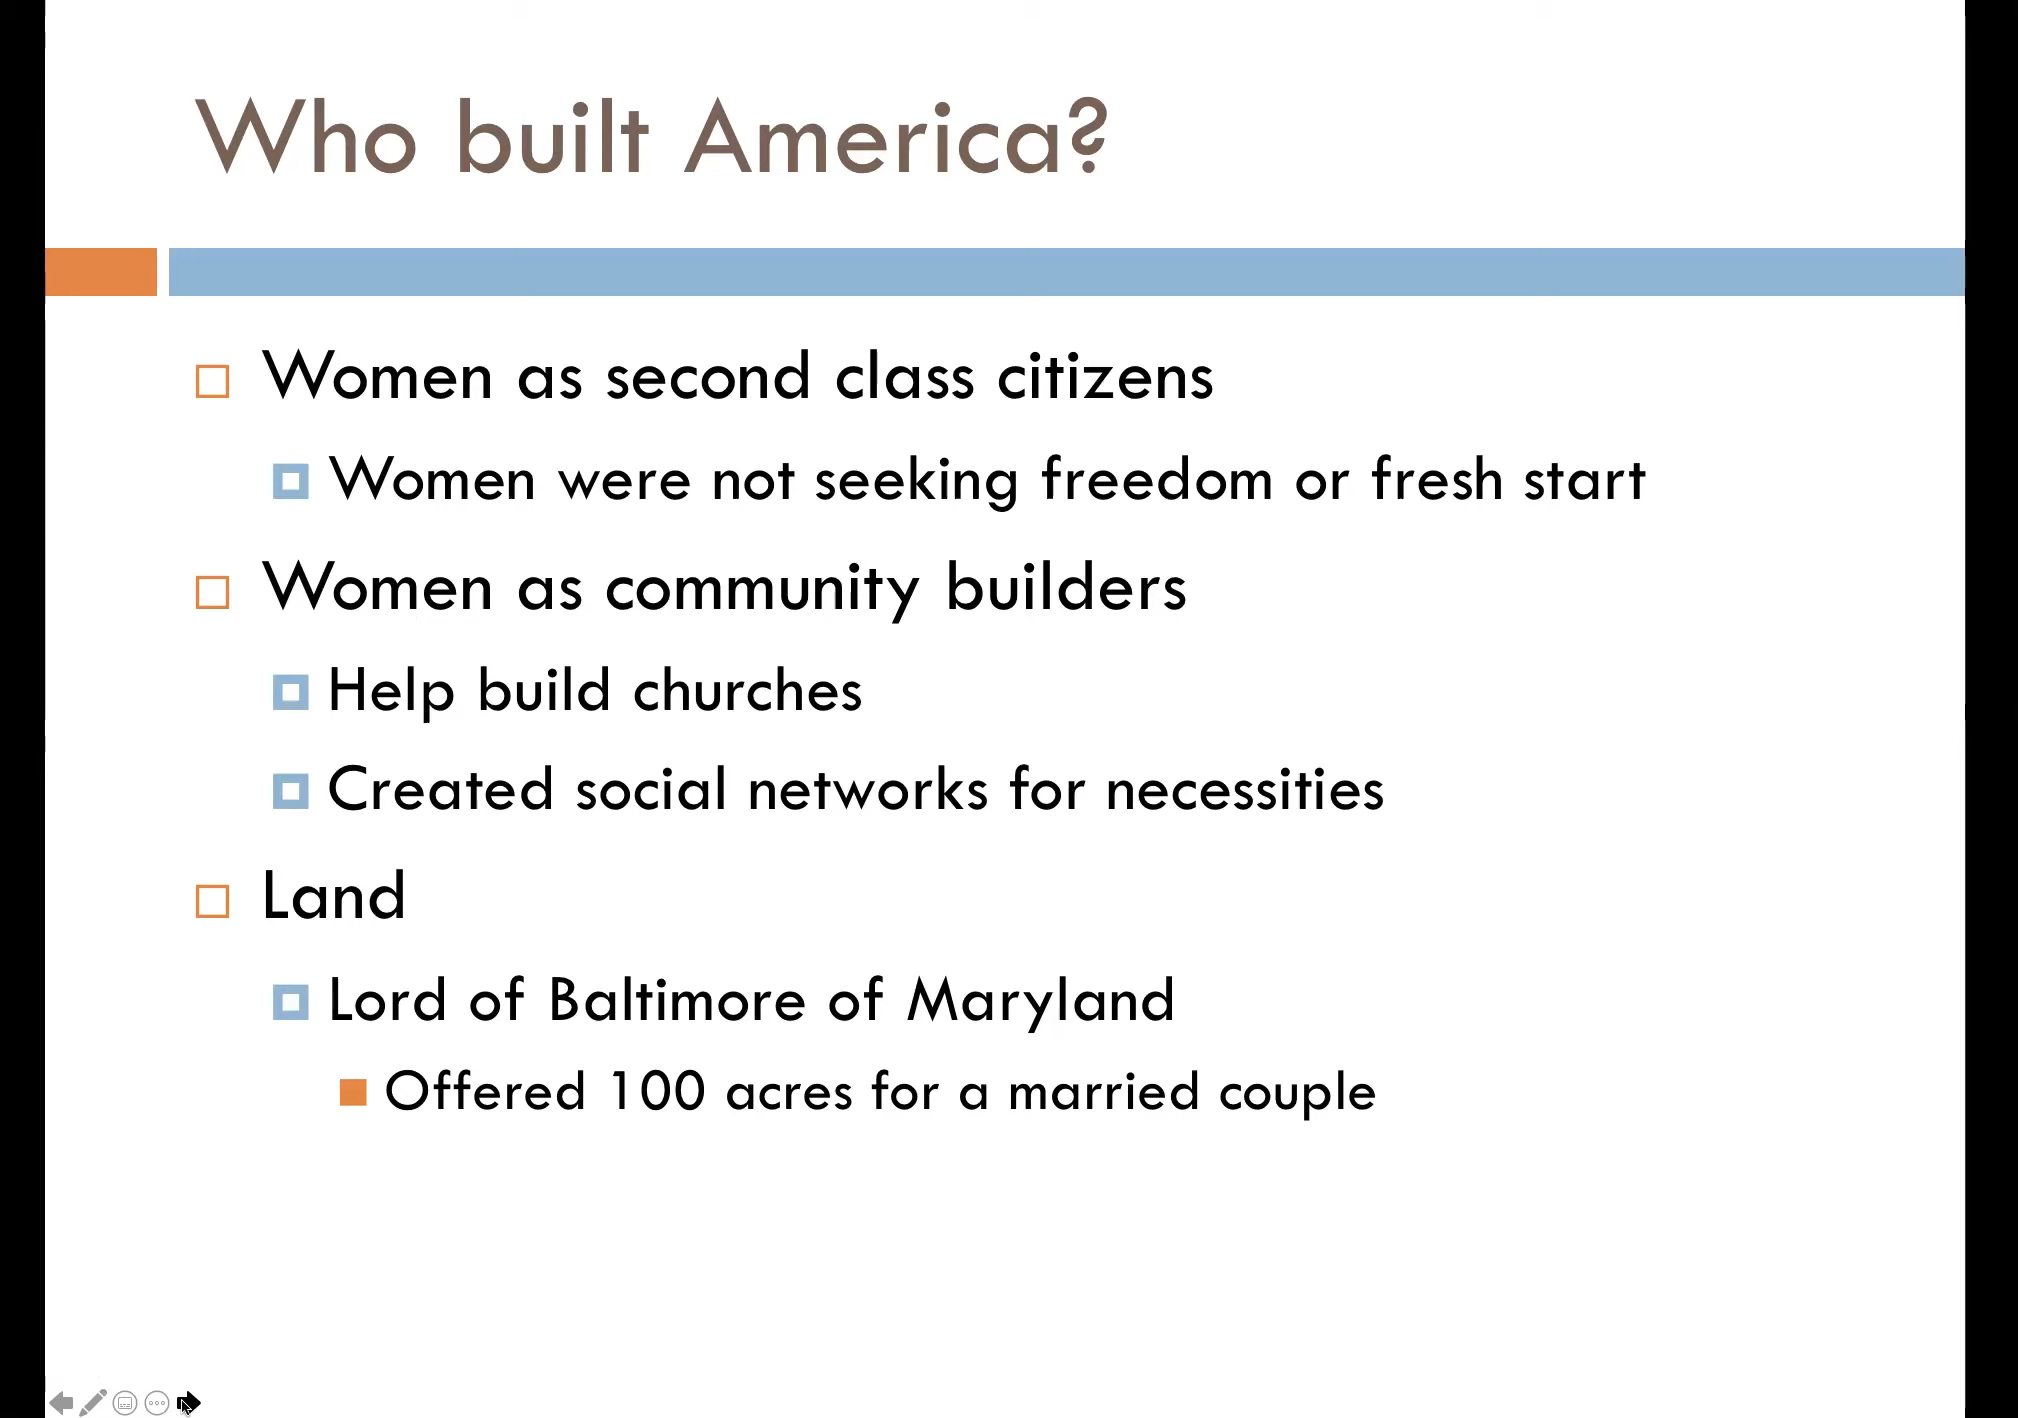 Who built America?
Women as second class citizens
Women were not seeking freedom or fresh start
Women as community builders
Help build churches
Created social networks for necessities
Land
Lord of Baltimore of Maryland
Offered 100 acres for a married couple